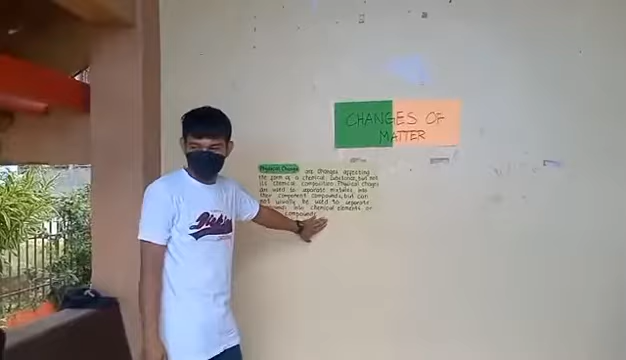 CHANGES OF
MATTER
Physical Change are changes affecting
the form of a chemical substance, but not
its chemical composition. Physical changes
are used to separate mixtures into
their component compounds, but can
not usually be used to separate
compounds into chemical elements or
compounds.